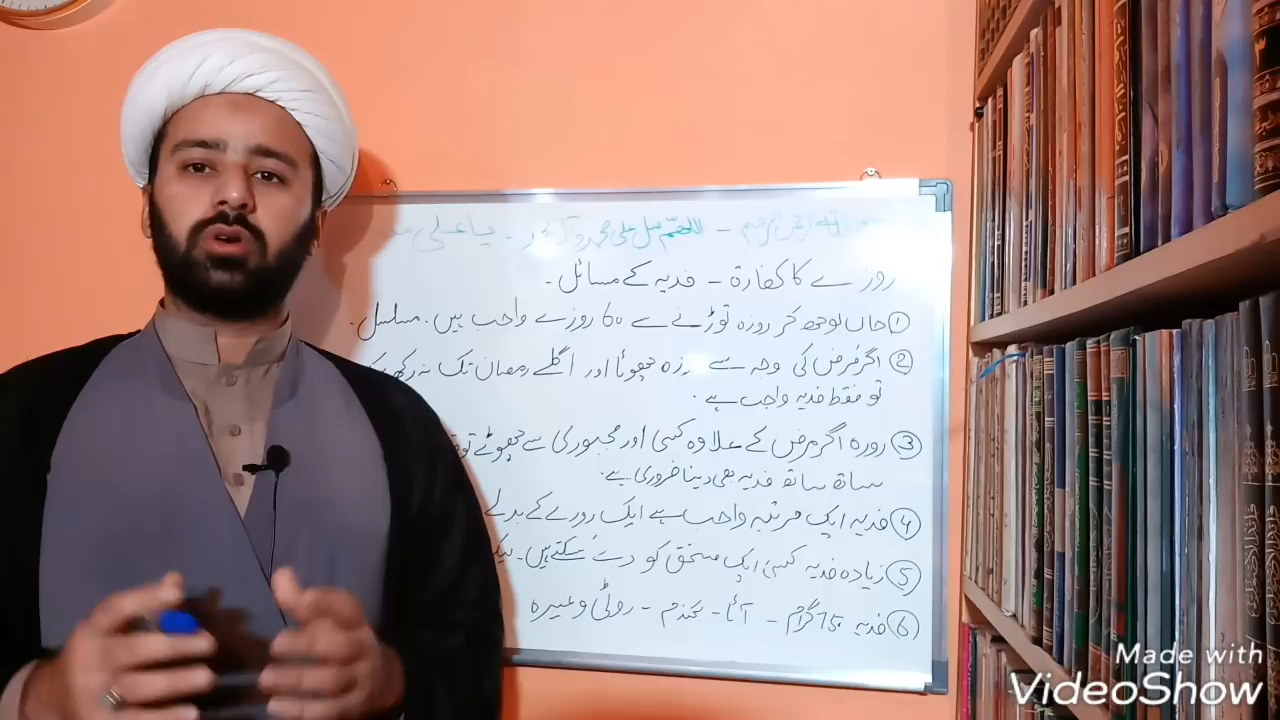 اللھم صل علی محمد و آل محمد - یا علی مدد
روزے کا کفارۃ - فدیہ کے مسائل -
① جان بوجھ کر روزہ توڑنے سے 60 روزے واجب ہیں . مسلسل .
② اگر مرض کی وجہ سے روزہ چھوٹا اور اگلے رمضان تک نہ رکھ
تو فقط فدیہ واجب ہے .
③ روزہ اگر مرض کے علاوہ کسی اور مجبوری سے چھوٹے تو
ساتھ ساتھ فدیہ بھی دینا ضروری ہے .
④ فدیہ ایک مرتبہ واجب ہے ایک روزے کے بدلے
⑤ زیادہ فدیہ کسی ایک مستحق کو دے سکتے ہیں -
⑥ فدیہ 750 گرام - آٹا - گندم - روٹی وغیرہ
Made with
VideoShow